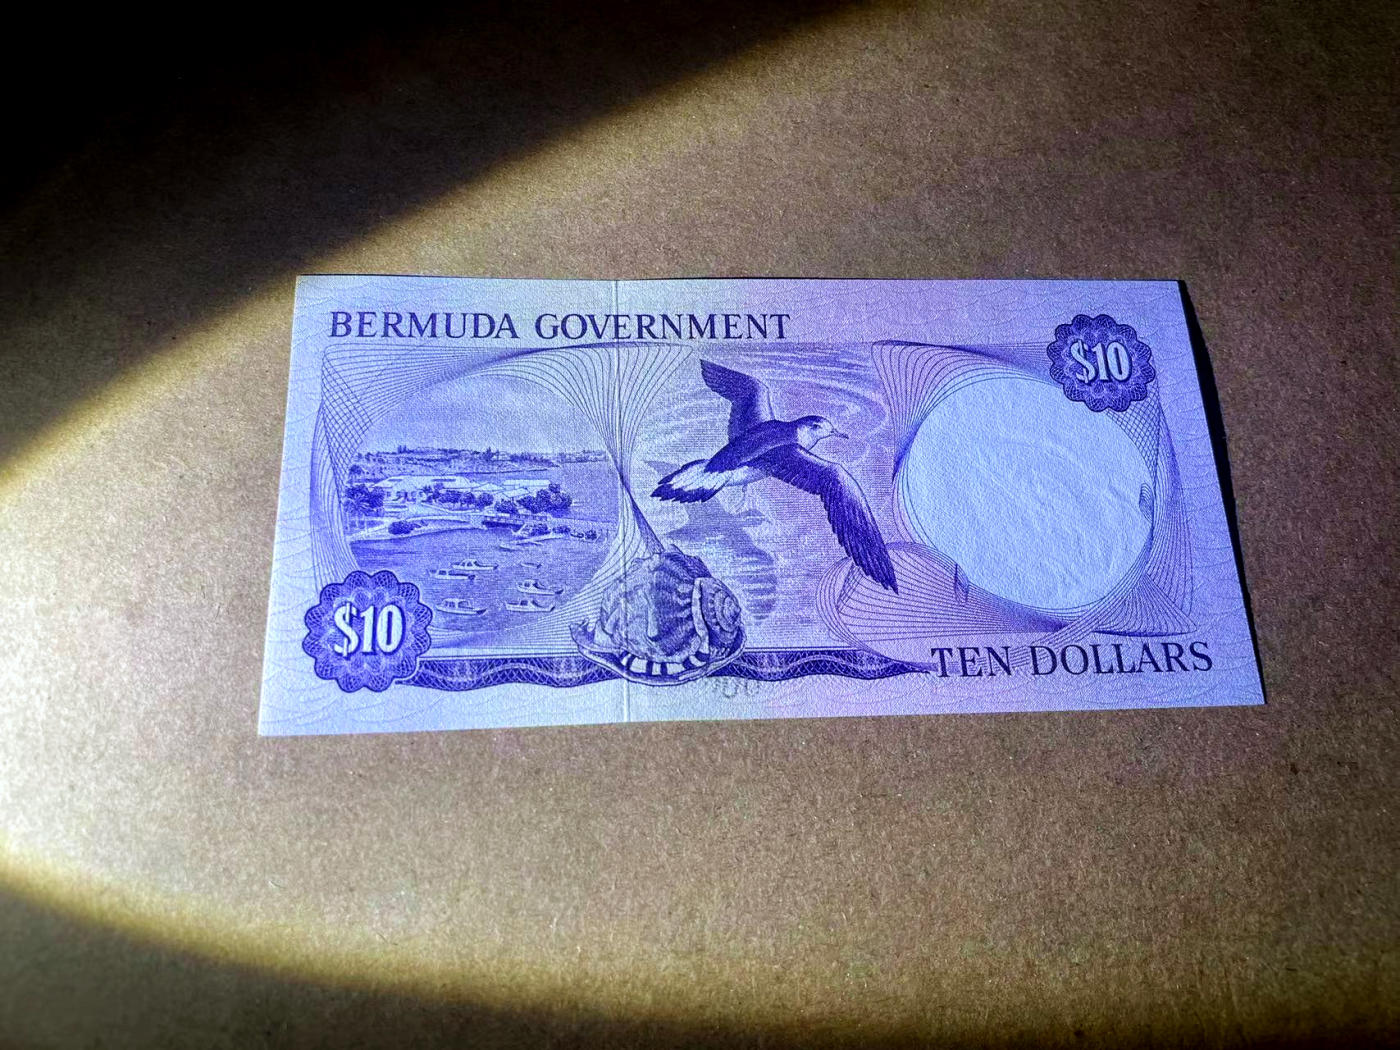 BERMUDA GOVERNMENT
$10
$10
TEN DOLLARS